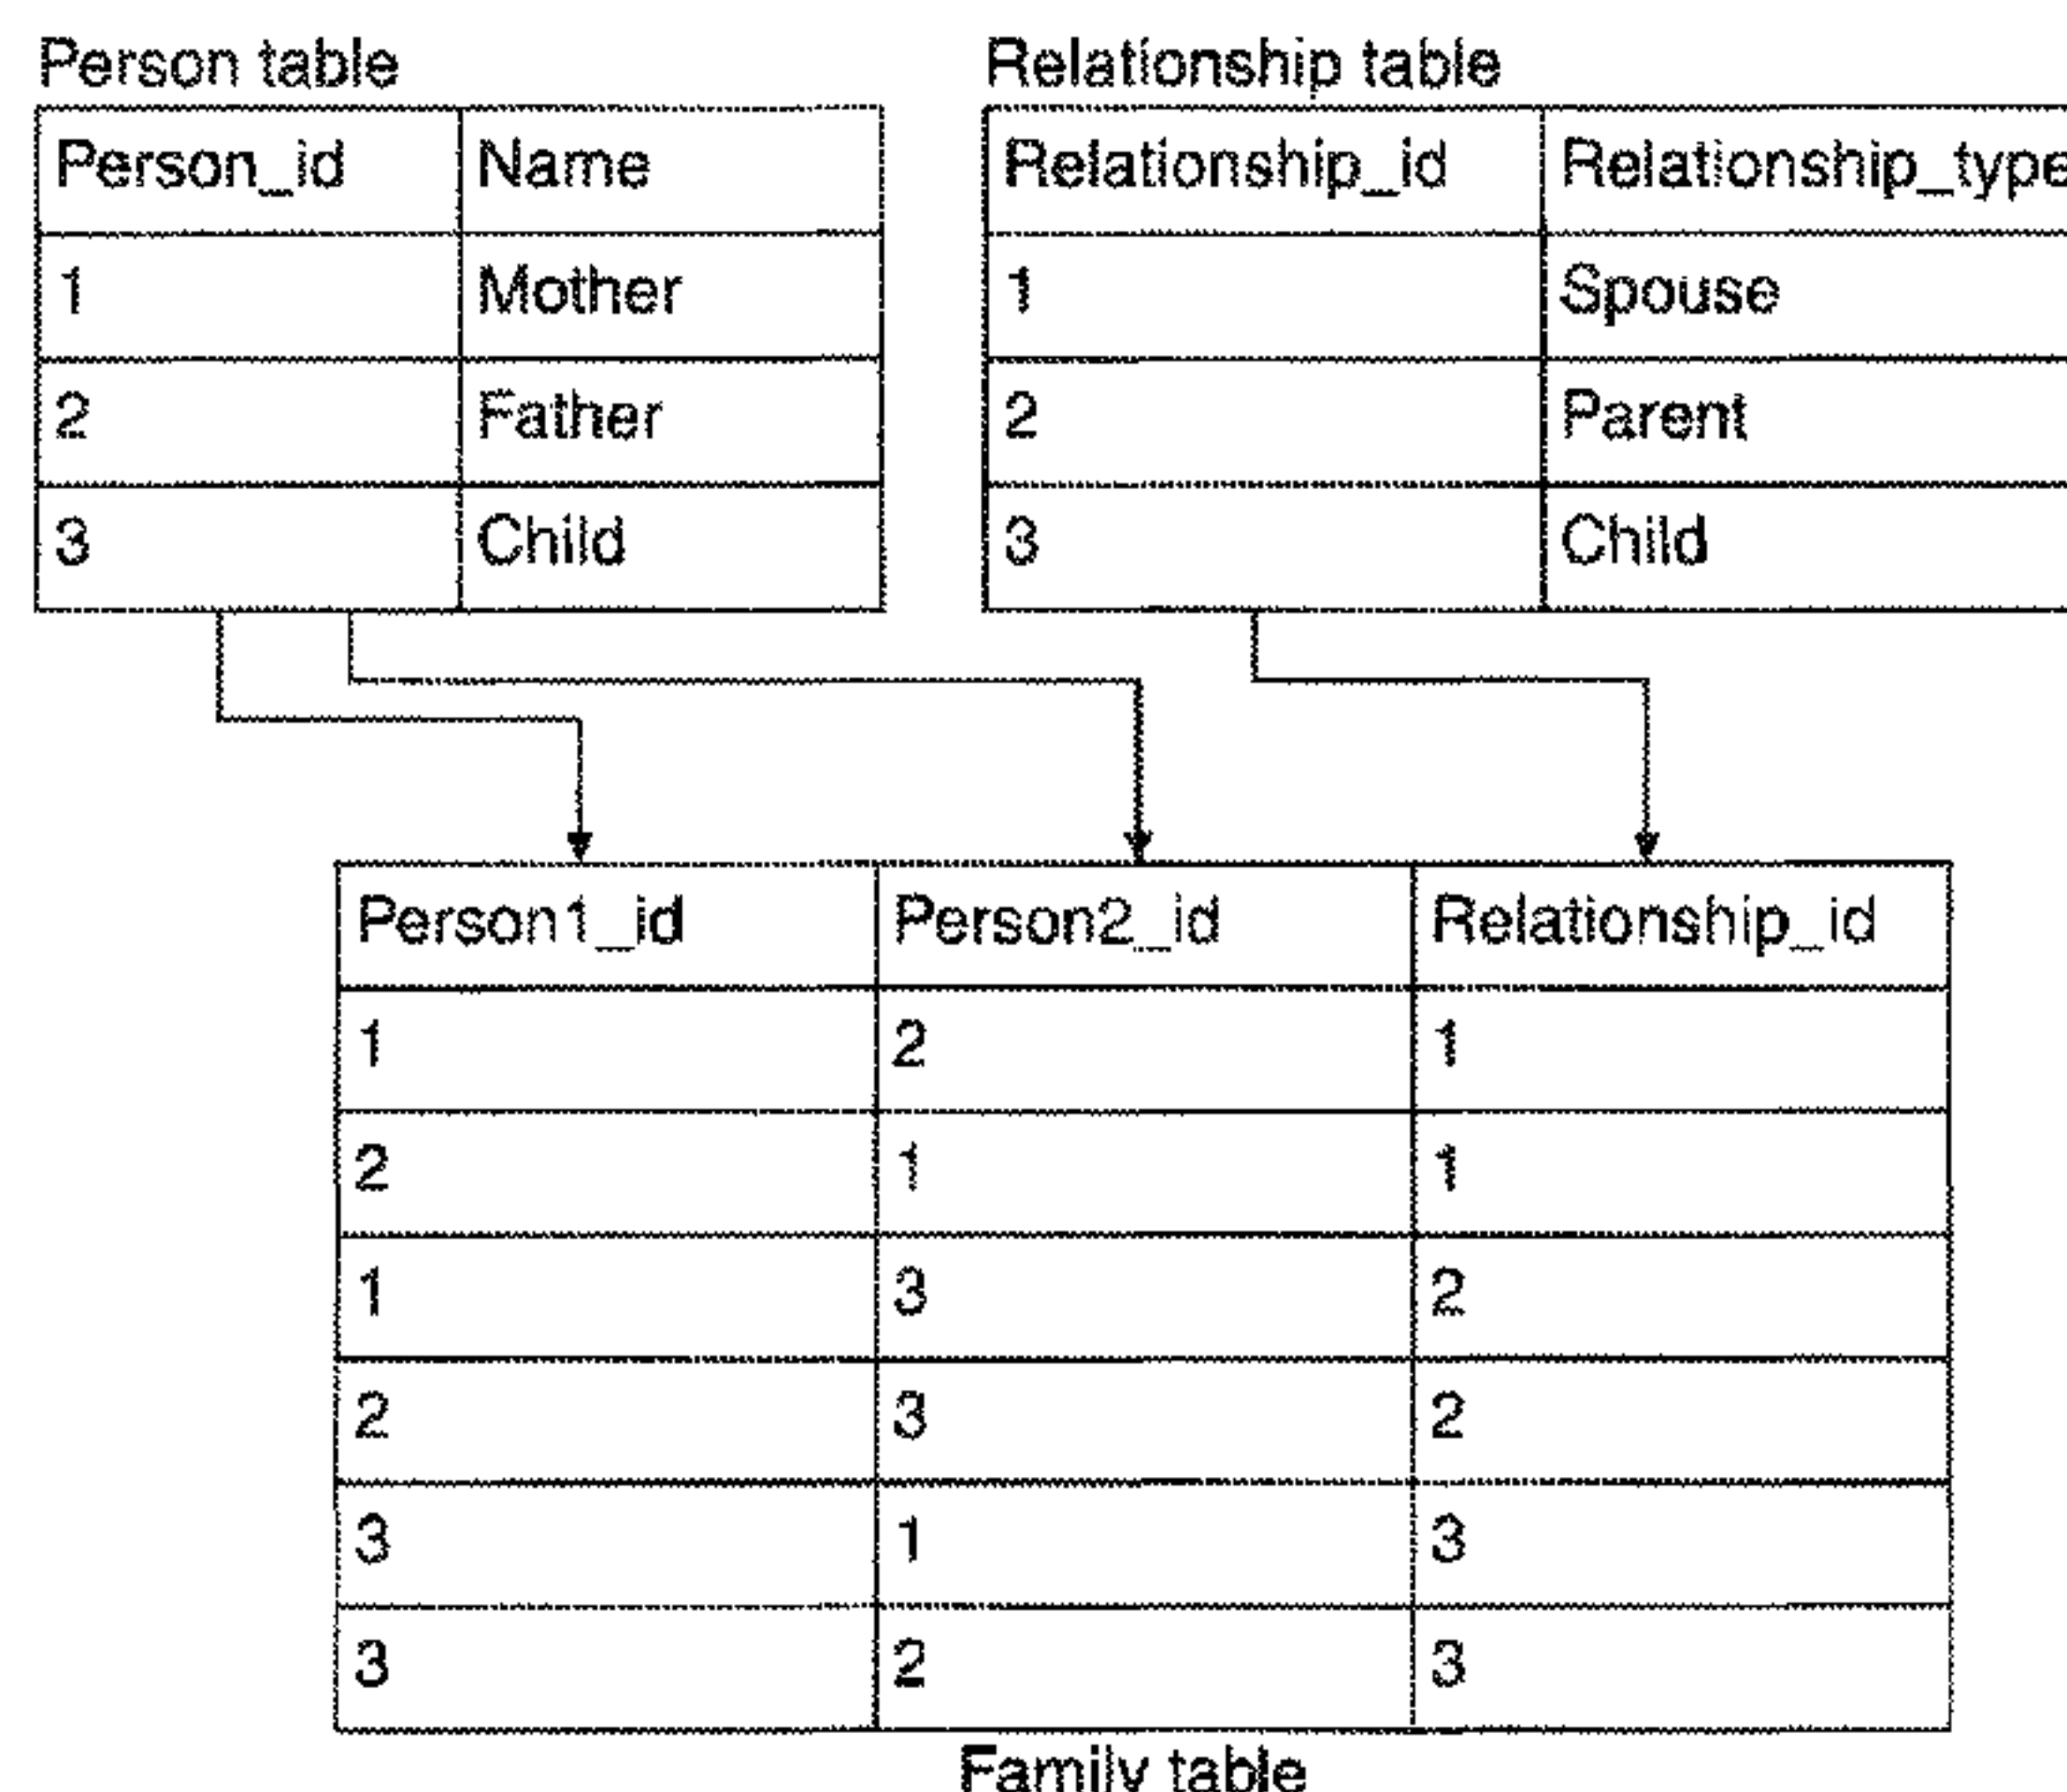 Person table
Relationship table
Person_id Name
Relationship_id Relationship_type
1 Mother
1 Spouse
2 Father
2 Parent
3 Child
3 Child
Person1_id Person2_id Relationship_id
1 2 1
2 1 1
1 3 2
2 3 2
3 1 3
3 2 3
Family table